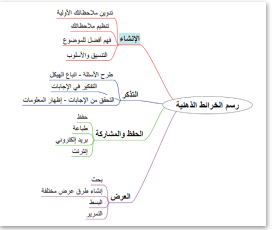 رسم الخرائط الذهنية
الإنشاء
تدوين ملاحظاتك الأولية
تنظيم ملاحظاتك
فهم أفضل للموضوع
التنسيق والأسلوب
التذكر
طرح الأسئلة - اتباع الهيكل
التفكير في الإجابات
التحقق من الإجابات - إظهار المعلومات
الحفظ والمشاركة
حفظ
طباعة
بريد إلكتروني
إنترنت
العرض
بحث
إنشاء طرق عرض مختلفة
البسط
التمرير